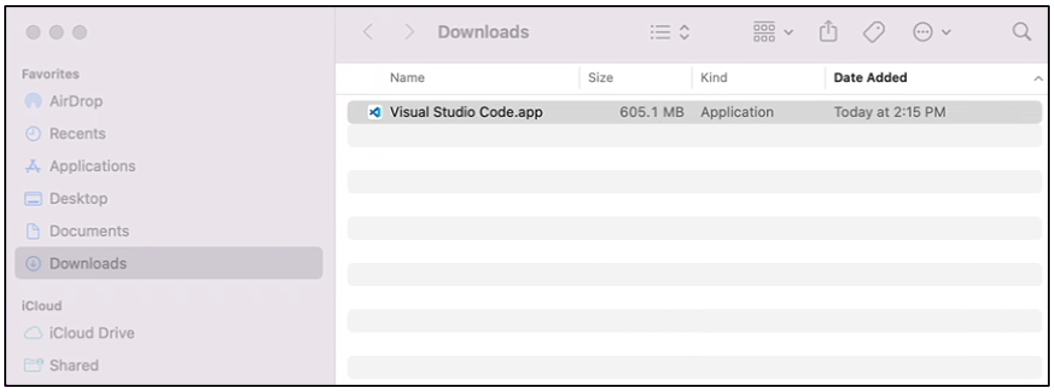 Downloads
Favorites
AirDrop
Recents
Applications
Desktop
Documents
Downloads
iCloud
iCloud Drive
Shared
Name Size Kind Date Added
Visual Studio Code.app 605.1 MB Application Today at 2:15 PM